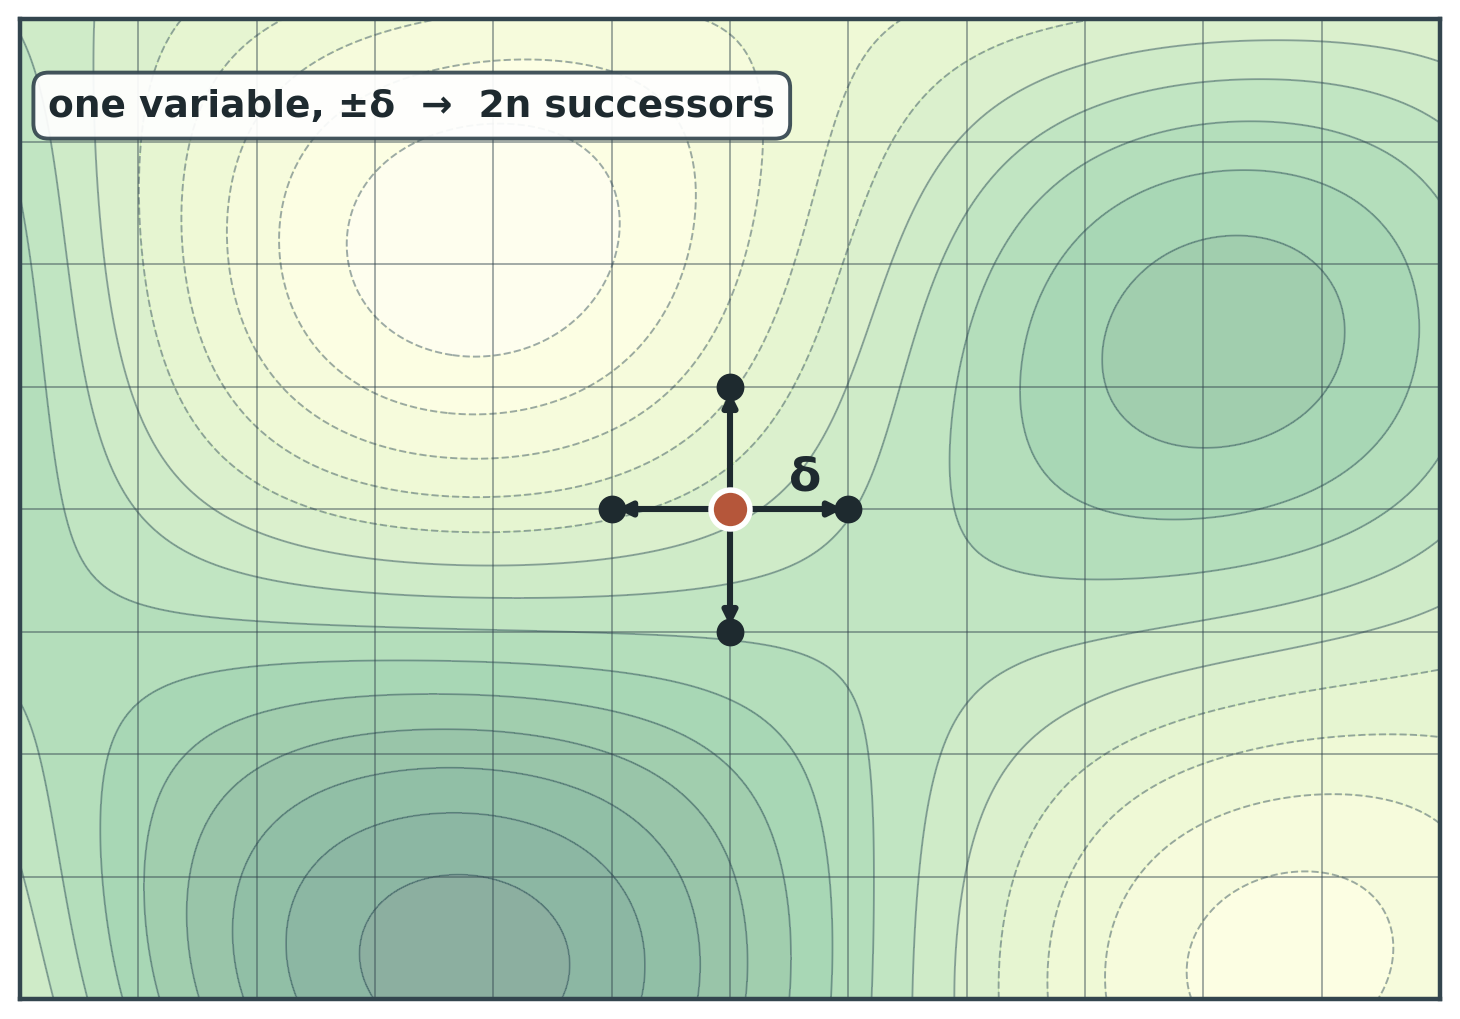 one variable, ±δ → 2n successors
δ